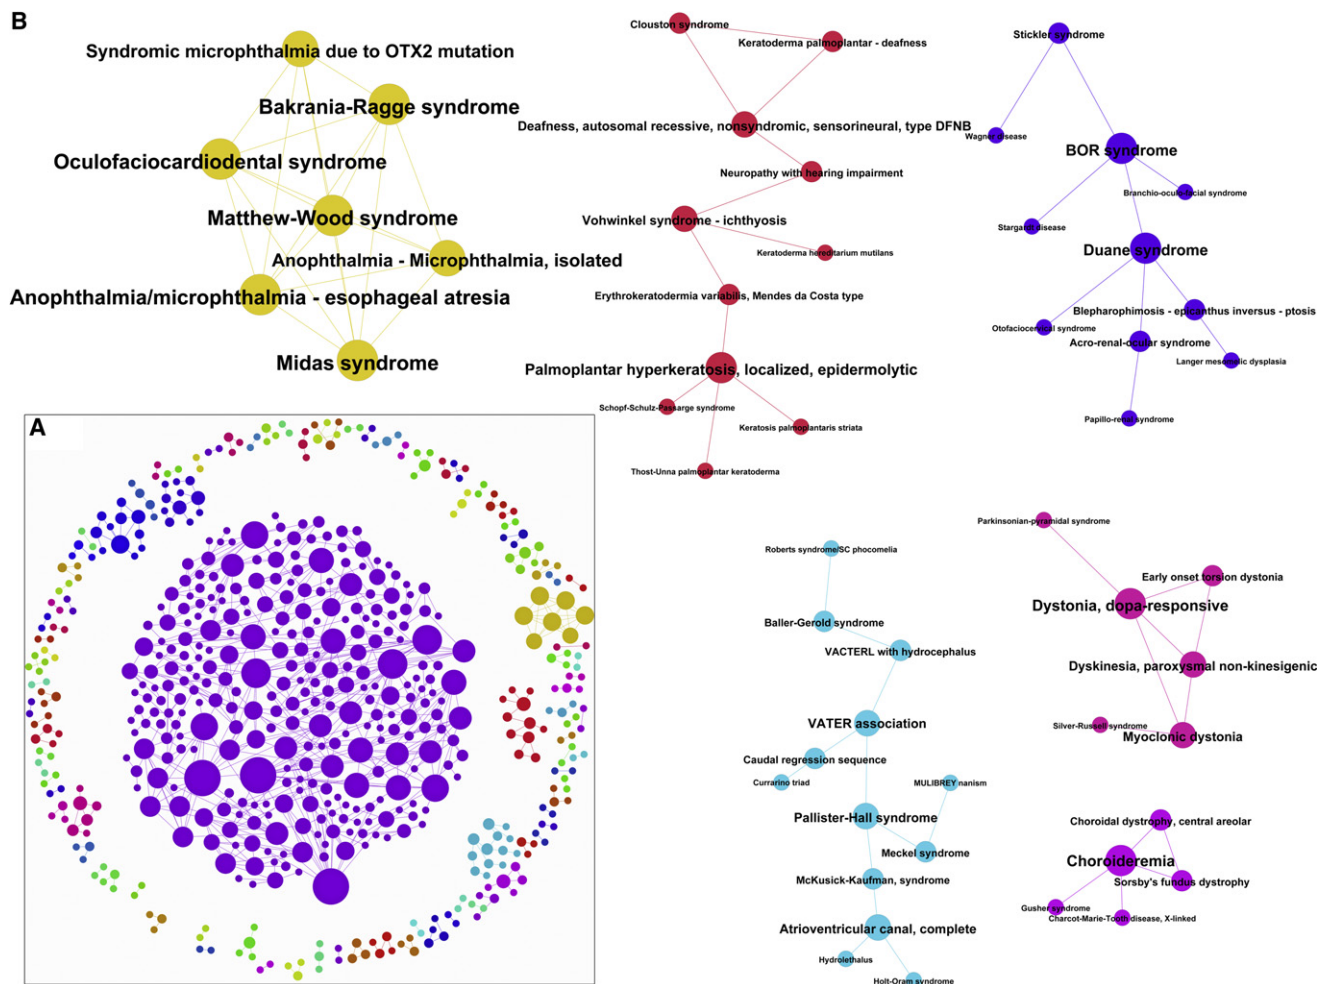 B
Syndromic microphthalmia due to OTX2 mutation
Bakrania-Ragge syndrome
Oculofaciocardiodental syndrome
Matthew-Wood syndrome
Anophthalmia - Microphthalmia, isolated
Anophthalmia/microphthalmia - esophageal atresia
Midas syndrome
Clouston syndrome
Keratoderma palmoplantar - deafness
Deafness, autosomal recessive, nonsyndromic, sensorineural, type DFNB
Neuropathy with hearing impairment
Vohwinkel syndrome - ichthyosis
Keratoderma hereditarium mutilans
Erythrokeratodermia variabilis, Mendes da Costa type
Palmoplantar hyperkeratosis, localized, epidermolytic
Schopf-Schulz-Passarge syndrome
Keratosis palmoplantaris striata
Thost-Unna palmoplantar keratoderma
Stickler syndrome
Wagner disease
BOR syndrome
Branchio-oculo-facial syndrome
Stargardt disease
Duane syndrome
Blepharophimosis - epicanthus inversus - ptosis
Otofaciocervical syndrome
Acro-renal-ocular syndrome
Langer mesomelic dysplasia
Papillo-renal syndrome
A
Roberts syndrome/SC phocomelia
Baller-Gerold syndrome
VACTERL with hydrocephalus
VATER association
Caudal regression sequence
Currarino triad
MULIBREY nanism
Pallister-Hall syndrome
Meckel syndrome
McKusick-Kaufman, syndrome
Atrioventricular canal, complete
Hydrolethalus
Holt-Oram syndrome
Parkinsonian-pyramidal syndrome
Early onset torsion dystonia
Dystonia, dopa-responsive
Dyskinesia, paroxysmal non-kinesigenic
Silver-Russell syndrome
Myoclonic dystonia
Choroidal dystrophy, central areolar
Choroideremia
Sorsby's fundus dystrophy
Gusher syndrome
Charcot-Marie-Tooth disease, X-linked